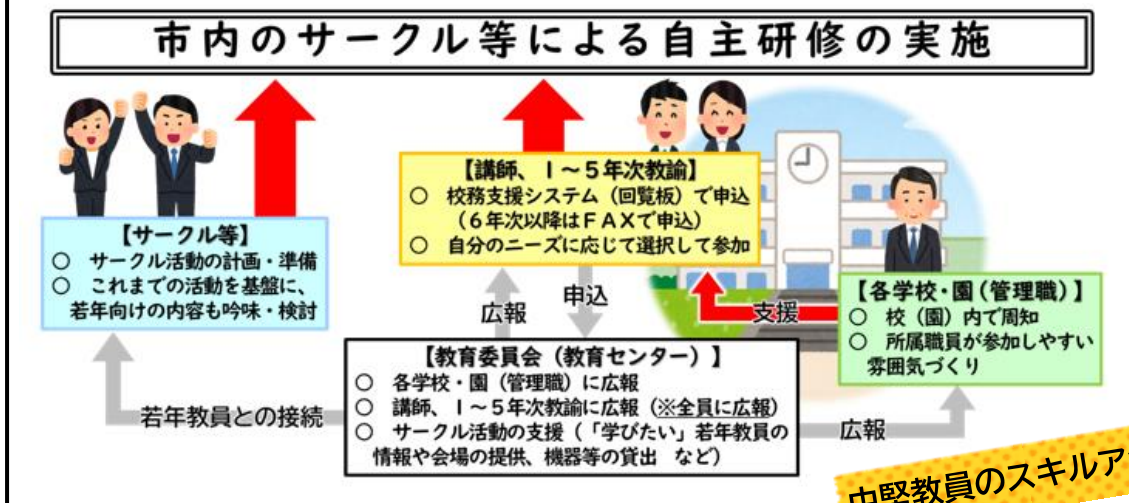 市内のサークル等による自主研修の実施
【講師、1～5年次教諭】
○ 校務支援システム（回覧板）で申込
（6年次以降はFAXで申込）
○ 自分のニーズに応じて選択して参加
【サークル等】
○ サークル活動の計画・準備
○ これまでの活動を基盤に、
若年向けの内容も吟味・検討
広報
申込
支援
【各学校・園（管理職）】
○ 校（園）内で周知
○ 所属職員が参加しやすい
雰囲気づくり
【教育委員会（教育センター）】
○ 各学校・園（管理職）に広報
○ 講師、1～5年次教諭に広報（※全員に広報）
○ サークル活動の支援（「学びたい」若年教員の
情報や会場の提供、機器等の貸出 など）
若年教員との接続
広報
中堅教員のスキルア